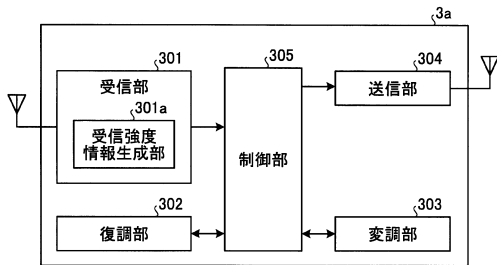 3a
301
305
304
受信部
送信部
301a
受信強度
情報生成部
制御部
302
303
復調部
変調部